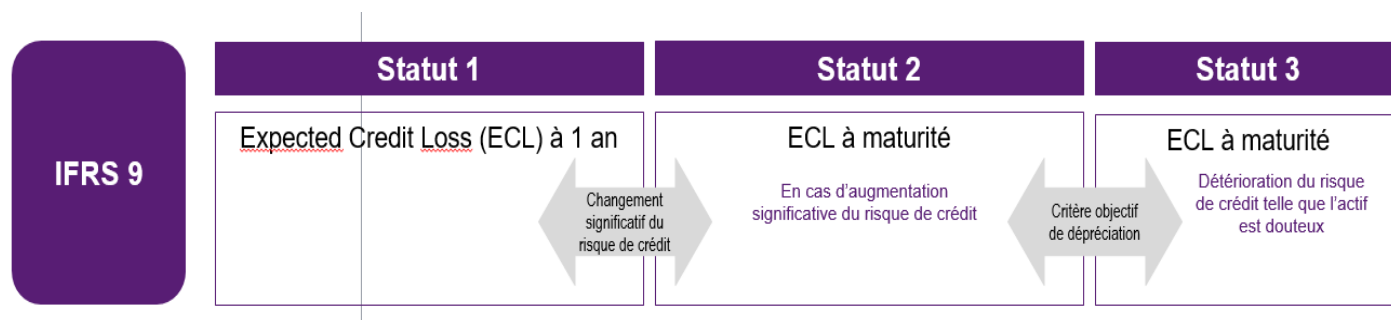 IFRS 9
Statut 1
Statut 2
Statut 3
Expected Credit Loss (ECL) à 1 an
Changement
significatif du
risque de crédit
ECL à maturité
En cas d'augmentation
significative du risque de crédit
Critère objectif
de dépréciation
ECL à maturité
Détérioration du risque
de crédit telle que l'actif
est douteux